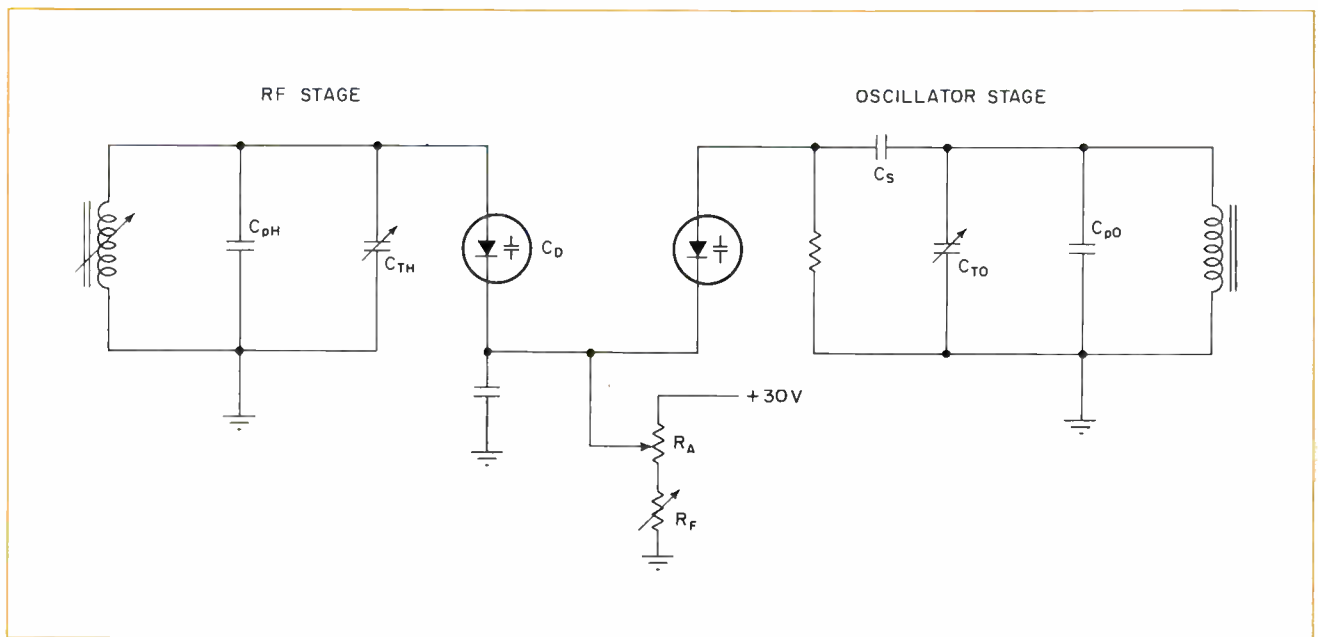 RF STAGE
OSCILLATOR STAGE
CpH
CTH
CD
CS
CTO
CpO
+30V
RA
RF